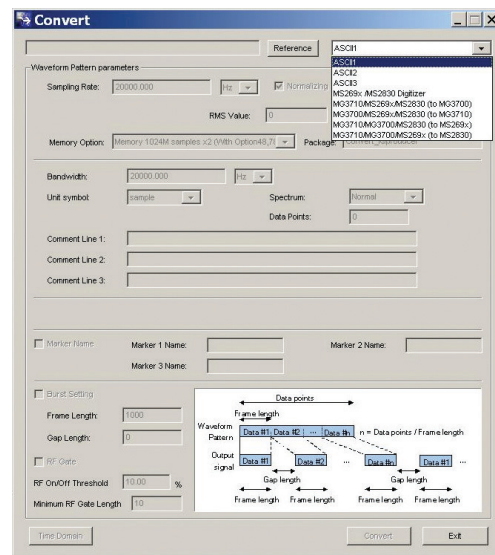 Convert
Reference
ASCII1
ASCII1
ASCII2
ASCII3
MS269x /MS2830 Digitizer
MG3710/MS269x/MS2830 (to MG3700)
MG3700/MS269x/MS2830 (to MG3710)
MG3710/MG3700/MS2830 (to MS269x)
MG3710/MG3700/MS269x (to MS2830)
Waveform Pattern parameters
Sampling Rate: 20000.000 Hz Normalizing
RMS Value: 0
Memory Option: Memory 1024M samples x2 (With Option48,78 Package: Convert_IQproducer
Bandwidth: 20000.000 Hz
Unit symbol: sample Spectrum: Normal
Data Points: 0
Comment Line 1:
Comment Line 2:
Comment Line 3:
Marker Name Marker 1 Name: Marker 2 Name:
Marker 3 Name:
Burst Setting
Frame Length: 1000
Gap Length: 0
RF Gate
RF On/Off Threshold 10.00 %
Minimum RF Gate Length 10
Data points
Frame length
Waveform Pattern Data #1 Data #2 ... Data #n n = Data points / Frame length
Output signal Data #1 Data #2 ... Data #n Data #1 ...
Gap length Gap length
Frame length Frame length Frame length Frame length
Time Domain Convert Exit